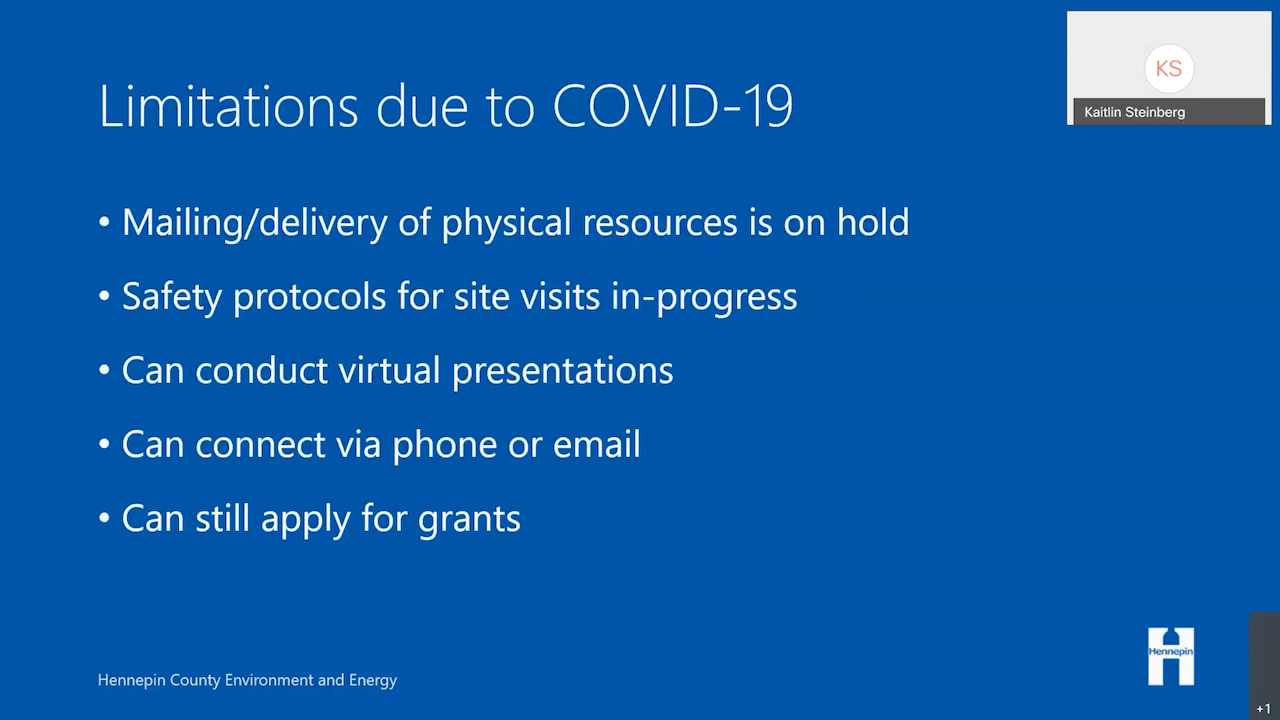 KS
Kaitlin Steinberg
Limitations due to COVID-19
• Mailing/delivery of physical resources is on hold
• Safety protocols for site visits in-progress
• Can conduct virtual presentations
• Can connect via phone or email
• Can still apply for grants
Hennepin
Hennepin County Environment and Energy
+1